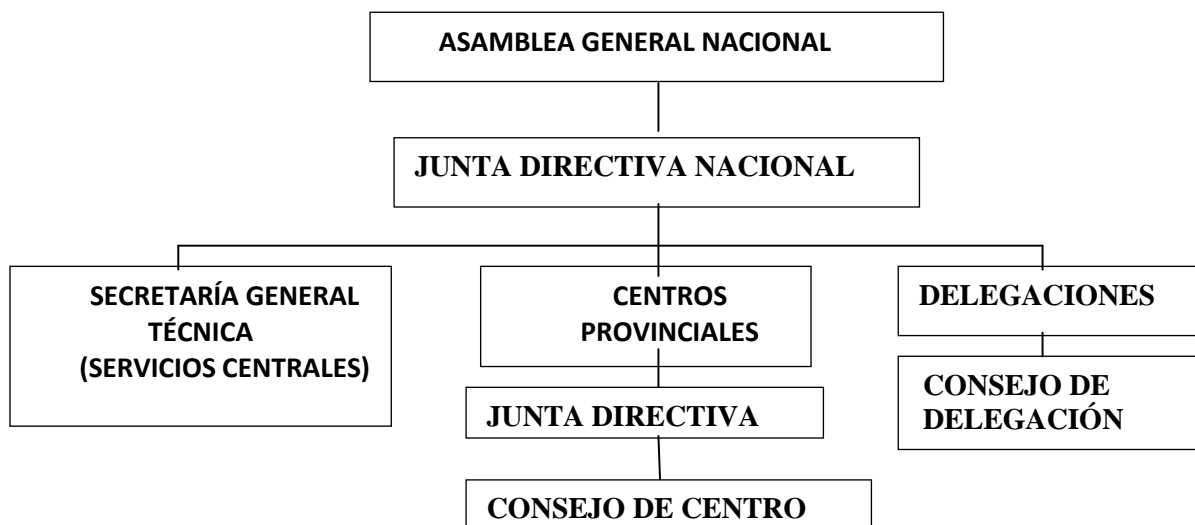 ASAMBLEA GENERAL NACIONAL
JUNTA DIRECTIVA NACIONAL
SECRETARÍA GENERAL
TÉCNICA
(SERVICIOS CENTRALES)
CENTROS
PROVINCIALES
JUNTA DIRECTIVA
CONSEJO DE CENTRO
DELEGACIONES
CONSEJO DE
DELEGACIÓN